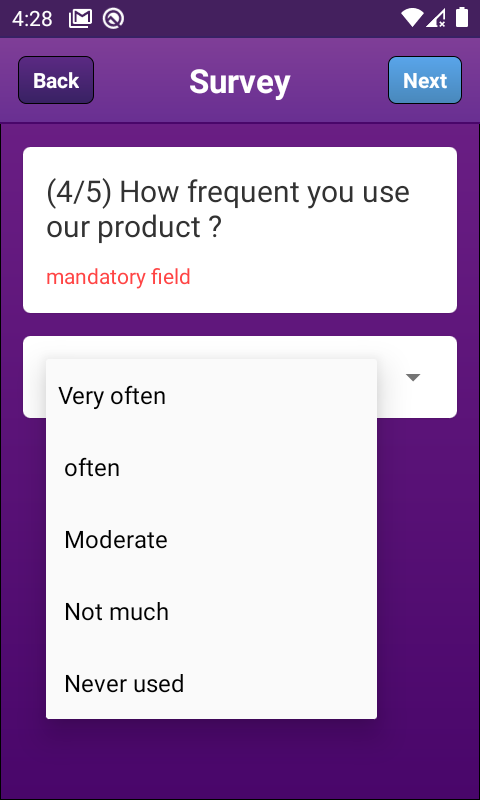 4:28
Back
Survey
Next
(4/5) How frequent you use
our product ?
mandatory field
Very often
often
Moderate
Not much
Never used